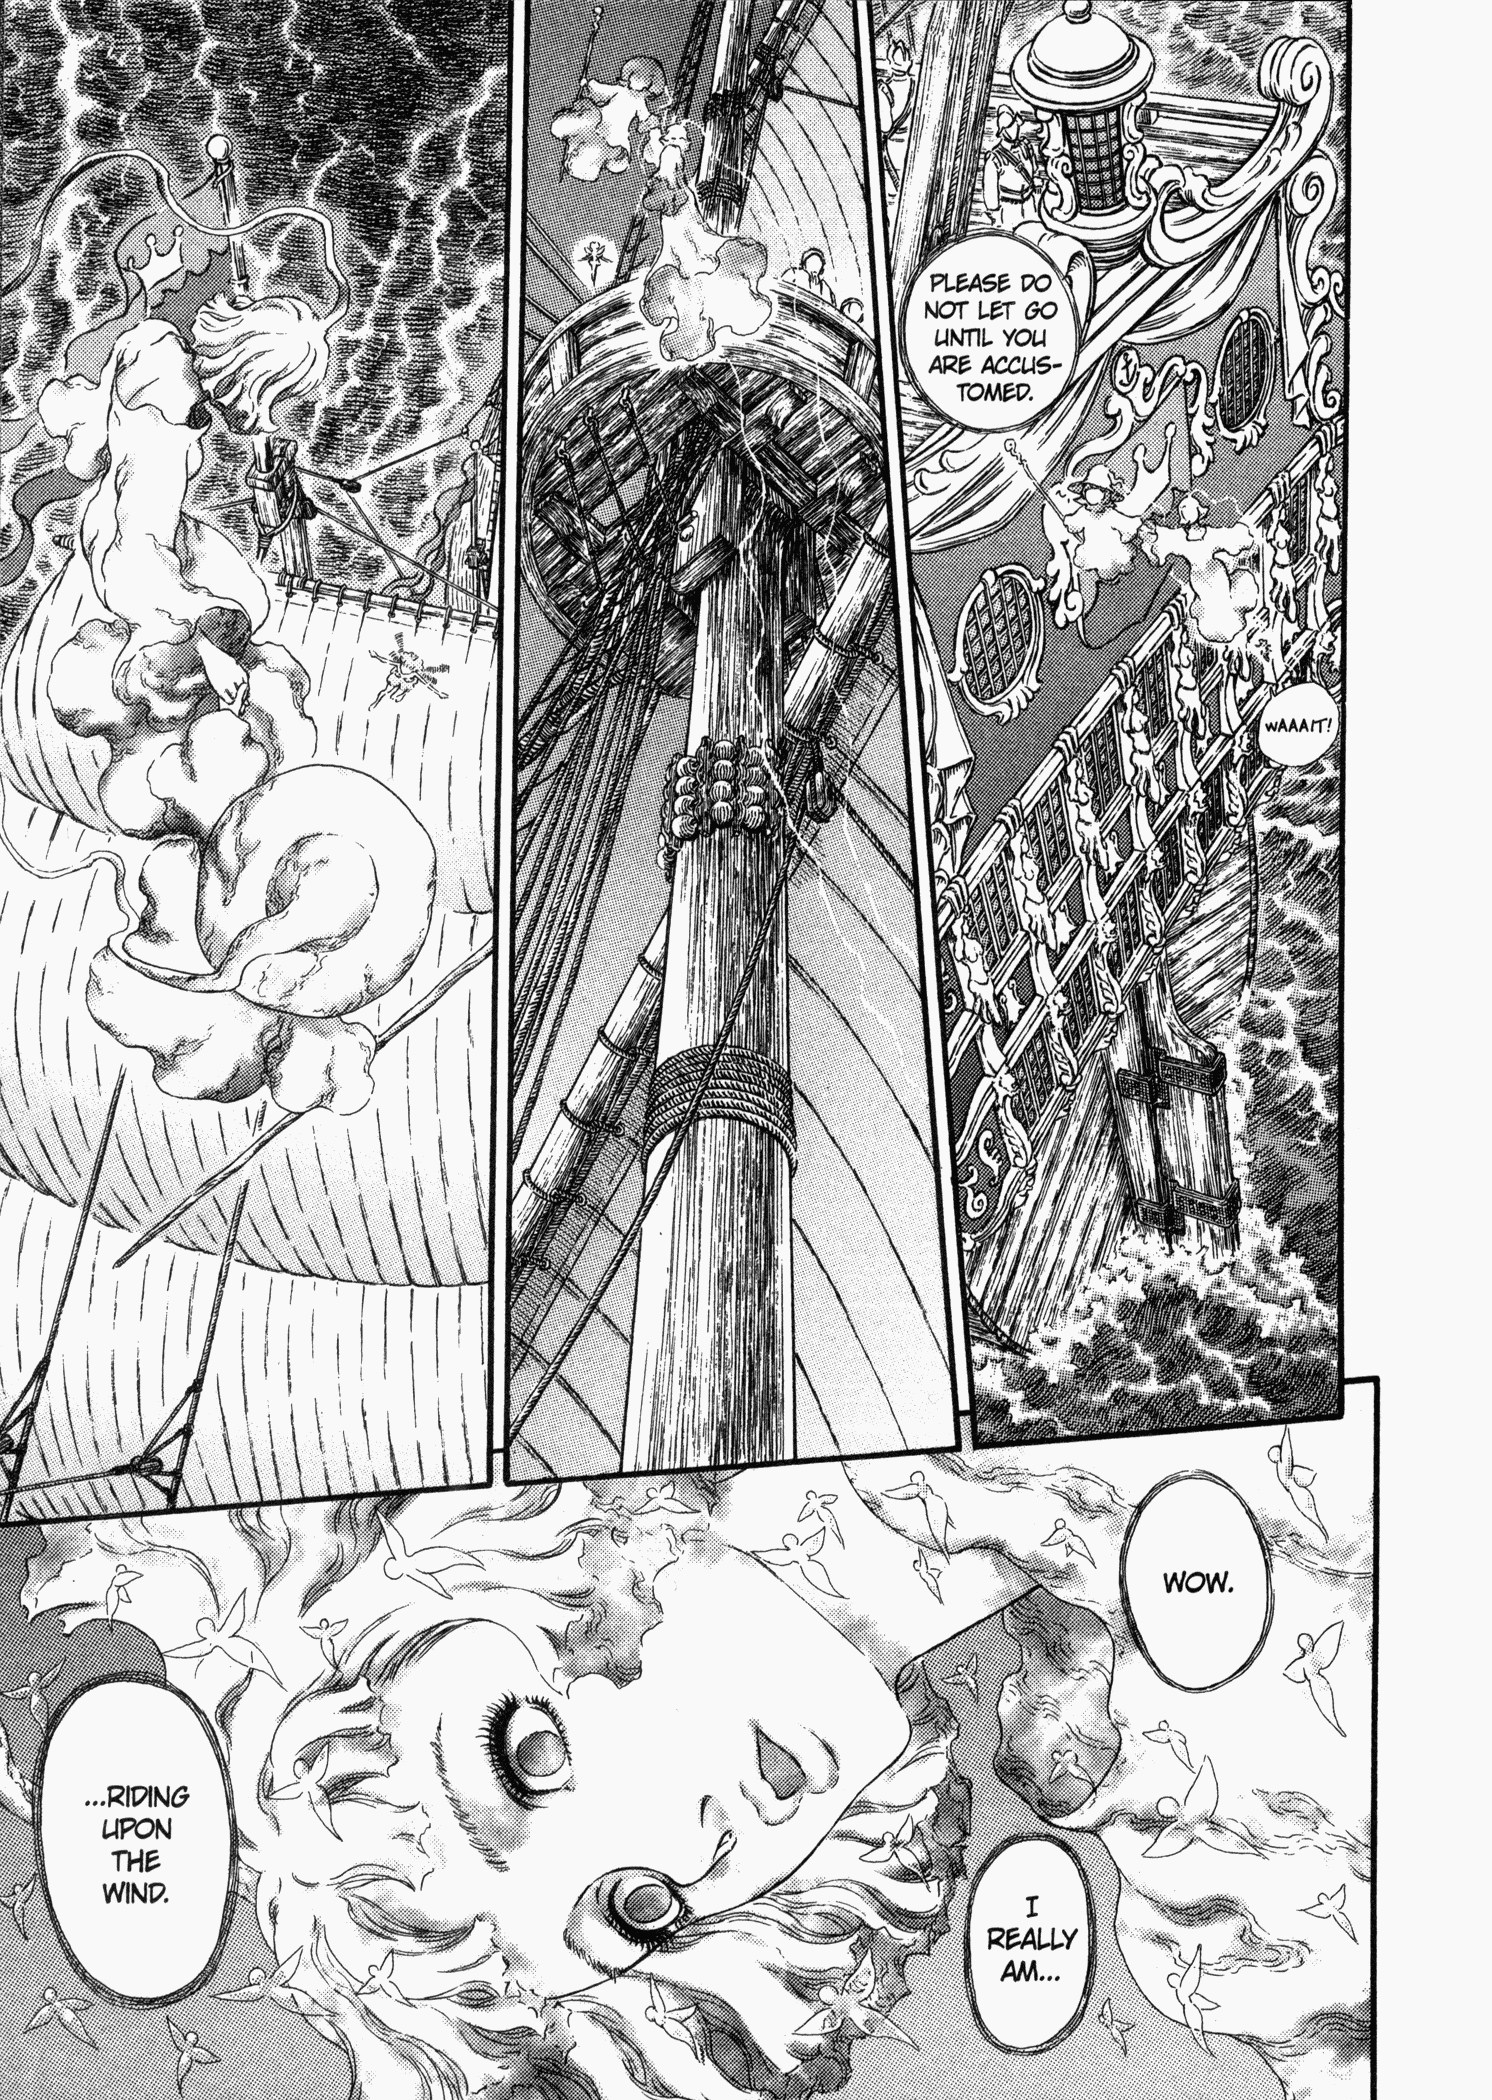 PLEASE DO
NOT LET GO
UNTIL YOU
ARE ACCUS-
TOMED.
WAAAIT!
WOW.
I
REALLY
AM...
...RIDING
UPON
THE
WIND.